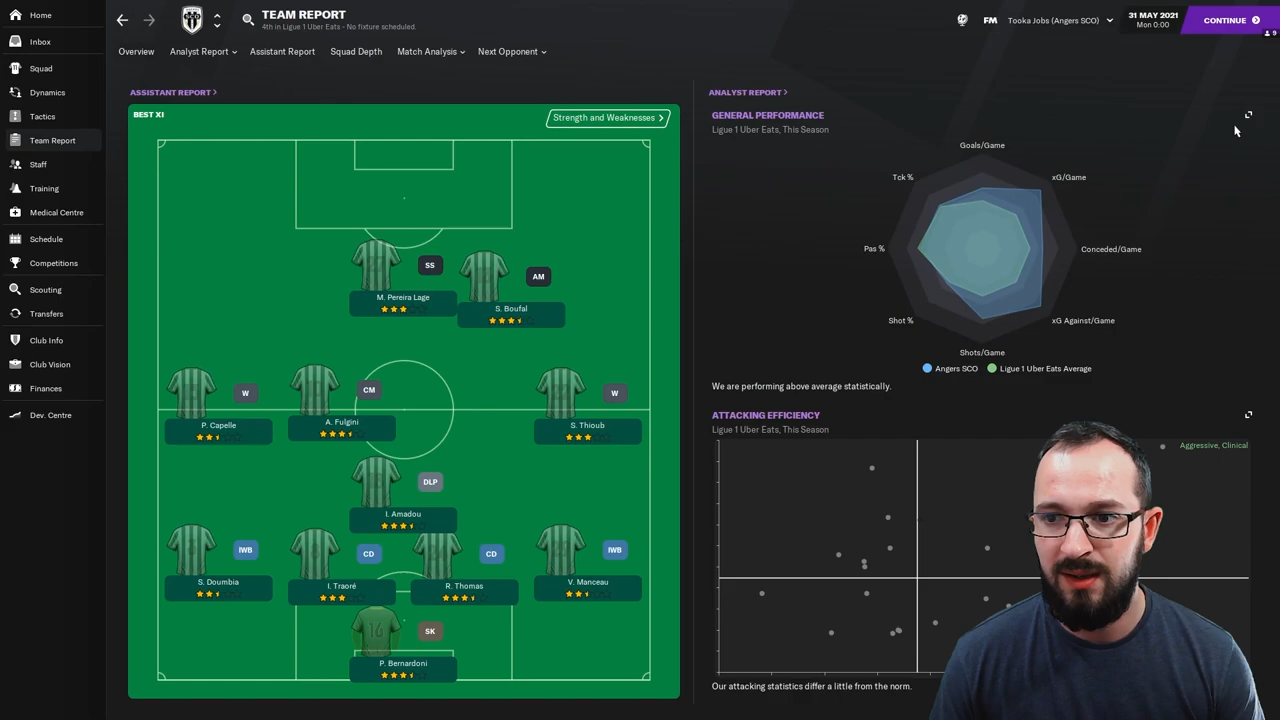 Home
Inbox
Squad
Dynamics
Tactics
Team Report
Staff
Training
Medical Centre
Schedule
Competitions
Scouting
Transfers
Club Info
Club Vision
Finances
Dev. Centre
SCO
TEAM REPORT
4th in Ligue 1 Uber Eats - No fixture scheduled.
FM
Tooka Jobs (Angers SCO)
31 MAY 2021
Mon 0:00
CONTINUE
9
Overview
Analyst Report
Assistant Report
Squad Depth
Match Analysis
Next Opponent
ASSISTANT REPORT
BEST XI
Strength and Weaknesses
SS
M. Pereira Lage
AM
S. Boufal
W
P. Capelle
CM
A. Fulgini
W
S. Thioub
DLP
I. Amadou
IWB
S. Doumbia
CD
I. Traoré
CD
R. Thomas
IWB
V. Manceau
16
SK
P. Bernardoni
ANALYST REPORT
GENERAL PERFORMANCE
Ligue 1 Uber Eats, This Season
Goals/Game
Tck %
xG/Game
Pas %
Conceded/Game
Shot %
xG Against/Game
Shots/Game
Angers SCO
Ligue 1 Uber Eats Average
We are performing above average statistically.
ATTACKING EFFICIENCY
Ligue 1 Uber Eats, This Season
Aggressive, Clinical
Our attacking statistics differ a little from the norm.